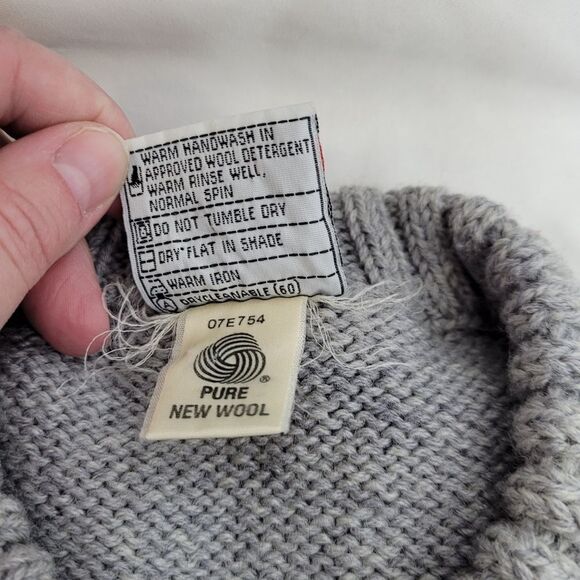 WARM HANDWASH IN
APPROVED WOOL DETERGENT
WARM RINSE WELL,
NORMAL SPIN
DO NOT TUMBLE DRY
DRY FLAT IN SHADE
WARM IRON
DRYCLEANABLE (60)
07E754
PURE ®
NEW WOOL